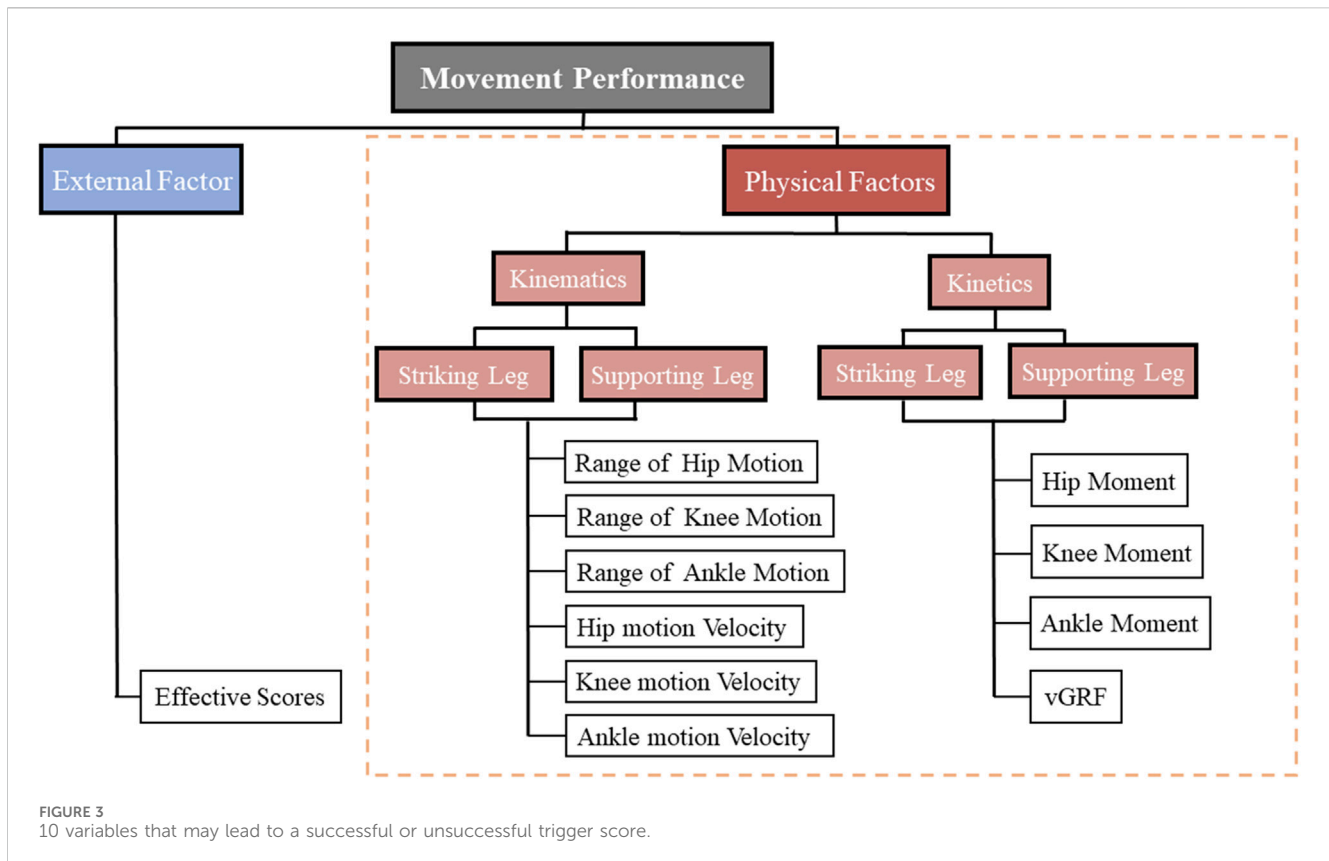 Movement Performance
External Factor
Physical Factors
Kinematics
Kinetics
Striking Leg
Supporting Leg
Striking Leg
Supporting Leg
Range of Hip Motion
Range of Knee Motion
Range of Ankle Motion
Hip motion Velocity
Knee motion Velocity
Ankle motion Velocity
Hip Moment
Knee Moment
Ankle Moment
vGRF
Effective Scores
FIGURE 3
10 variables that may lead to a successful or unsuccessful trigger score.